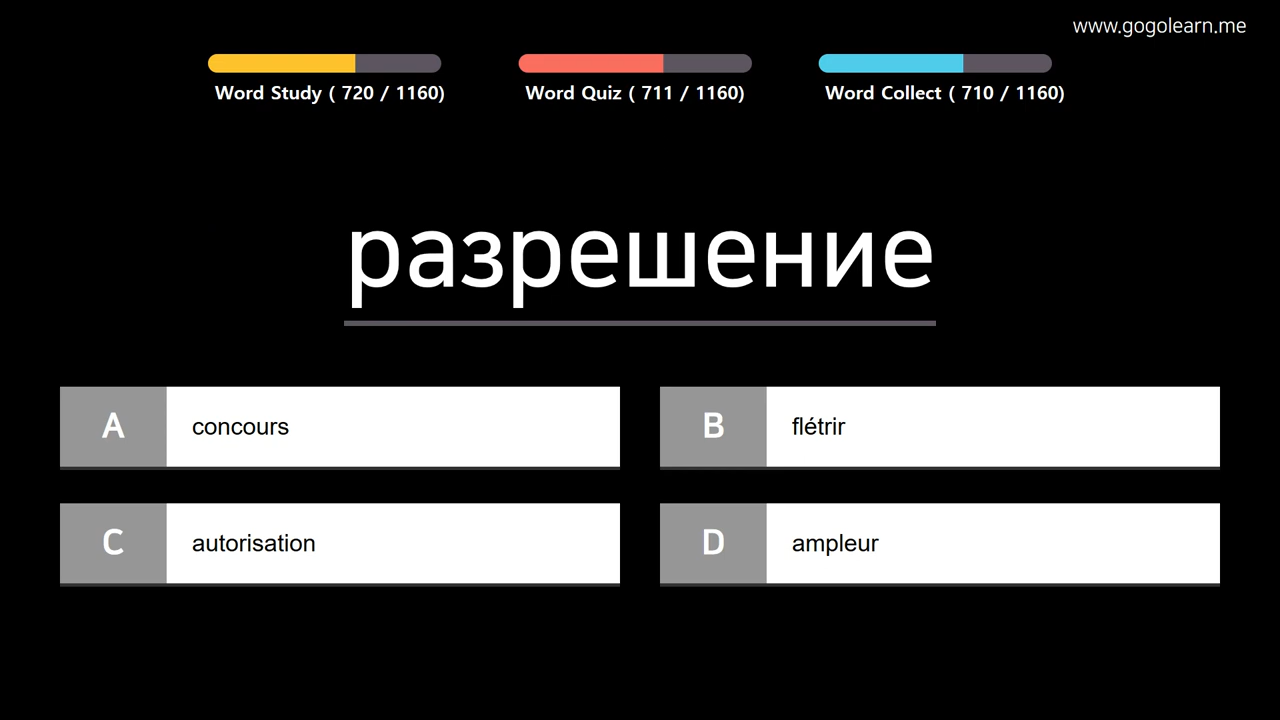 www.gogolearn.me
Word Study ( 720 / 1160)
Word Quiz ( 711 / 1160)
Word Collect ( 710 / 1160)
разрешение
A
concours
B
flétrir
C
autorisation
D
ampleur